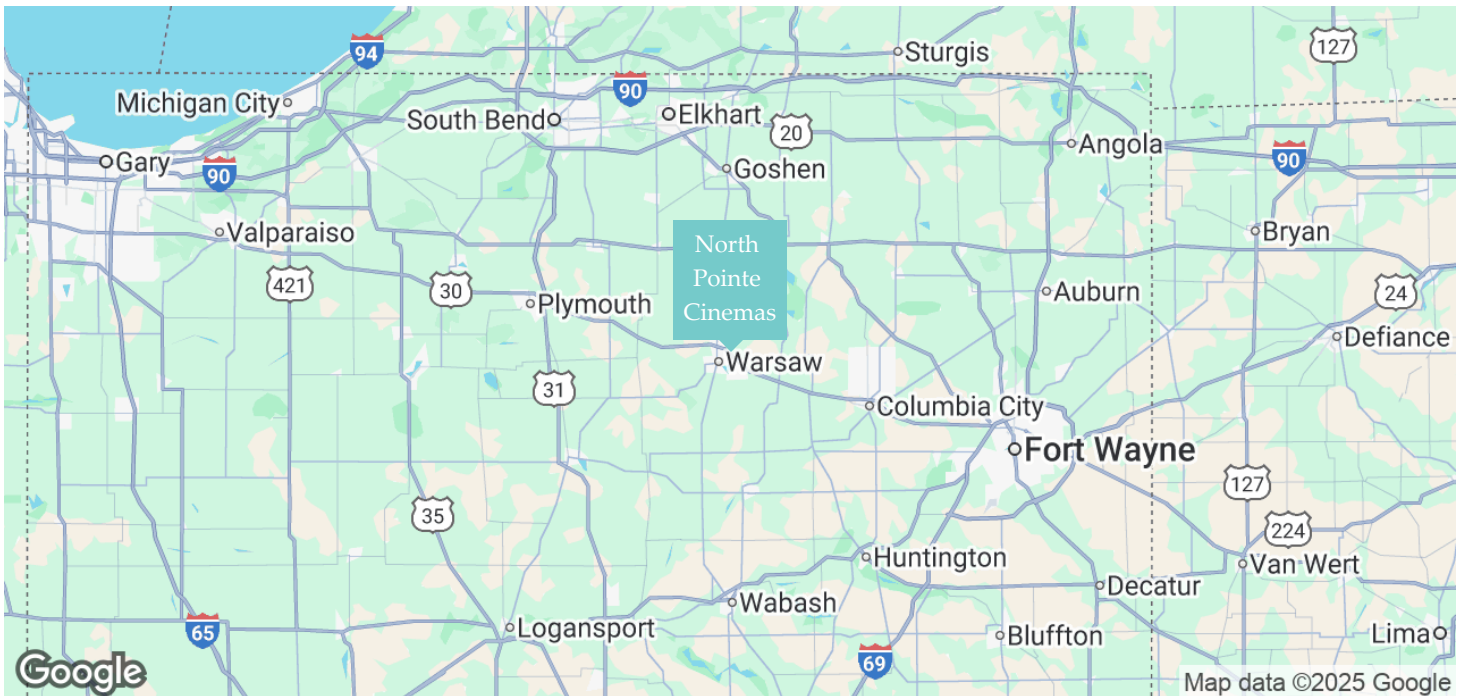 94
Sturgis
127
Michigan City
90
South Bend
Elkhart
20
Gary
90
Goshen
Angola
90
Valparaiso
Bryan
North
Pointe
Cinemas
421
30
Plymouth
Auburn
24
Defiance
Warsaw
31
Columbia City
Fort Wayne
127
35
224
Huntington
Van Wert
Decatur
Wabash
65
Logansport
Bluffton
Lima
69
Google
Map data ©2025 Google